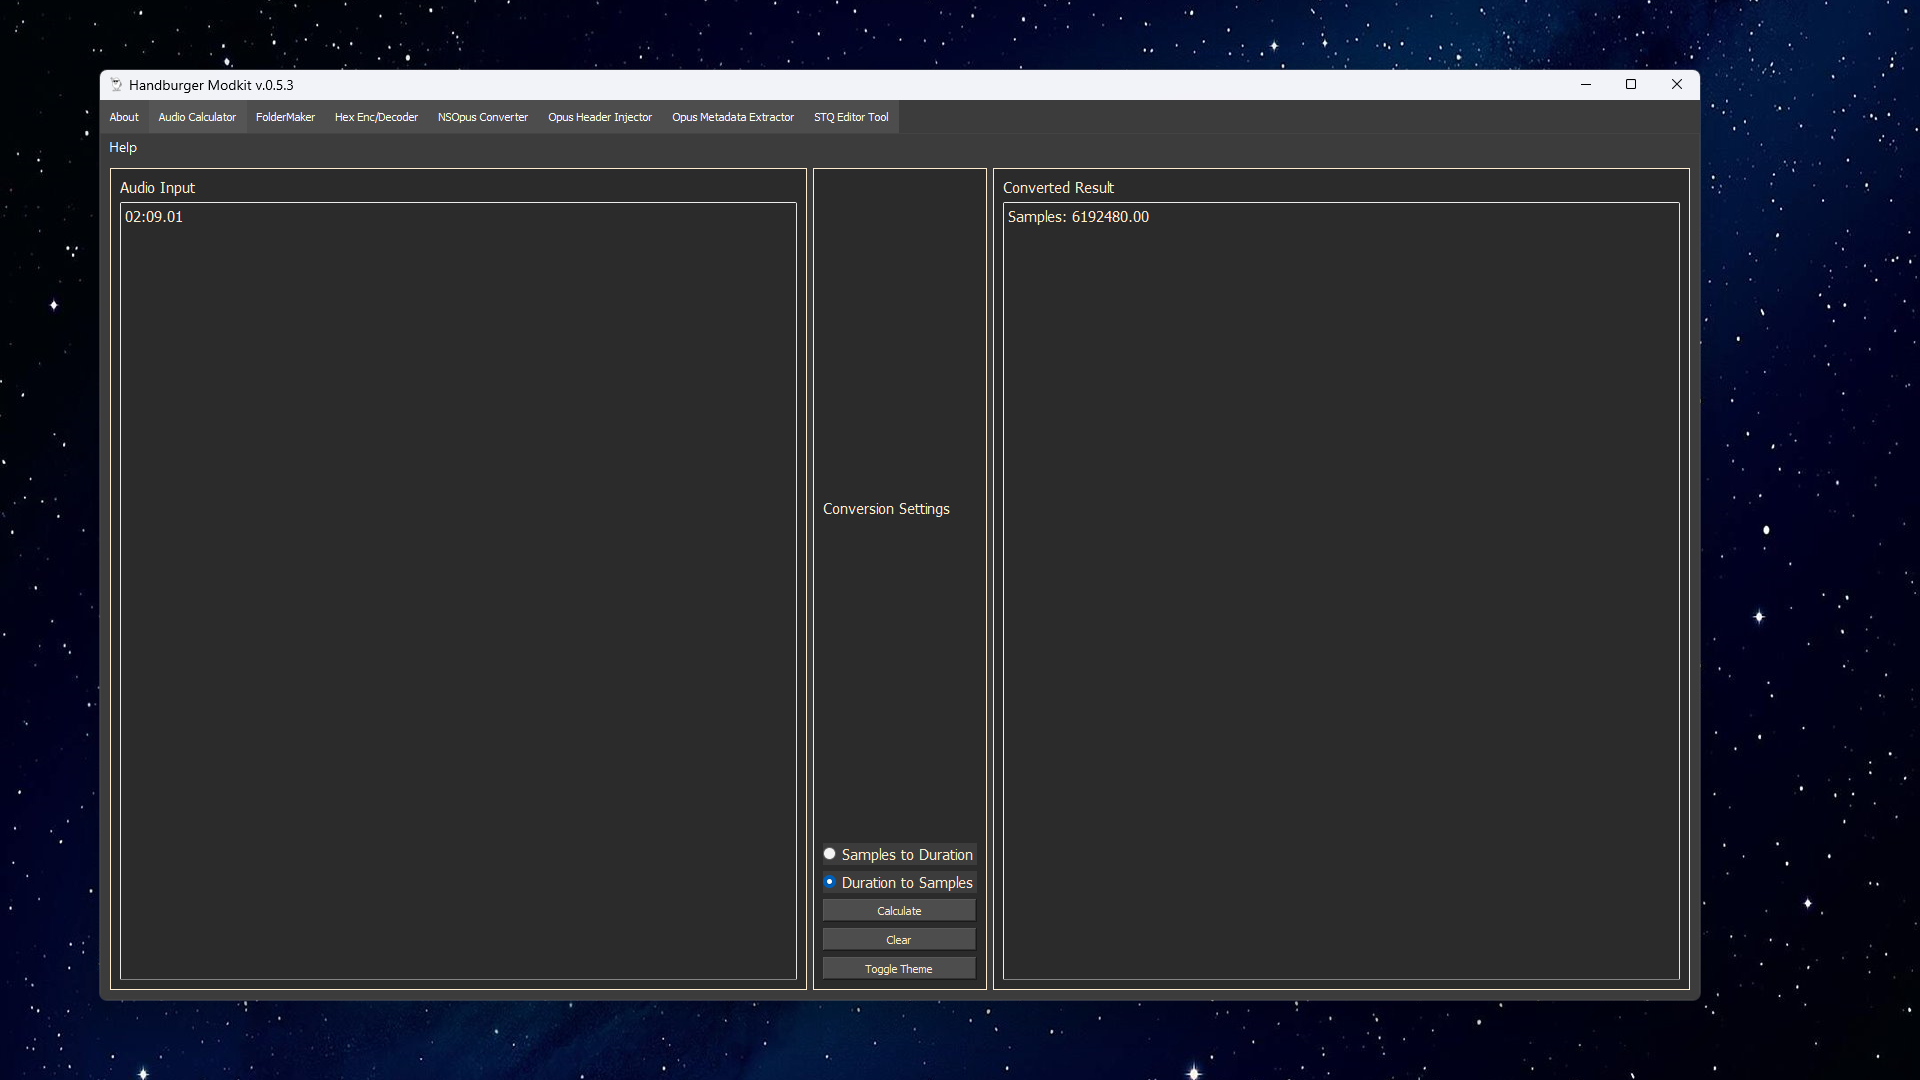 Handburger Modkit v.0.5.3
About Audio Calculator FolderMaker Hex Enc/Decoder NSOpus Converter Opus Header Injector Opus Metadata Extractor STQ Editor Tool
Help
Audio Input
02:09.01
Conversion Settings
Samples to Duration
Duration to Samples
Calculate
Clear
Toggle Theme
Converted Result
Samples: 6192480.00